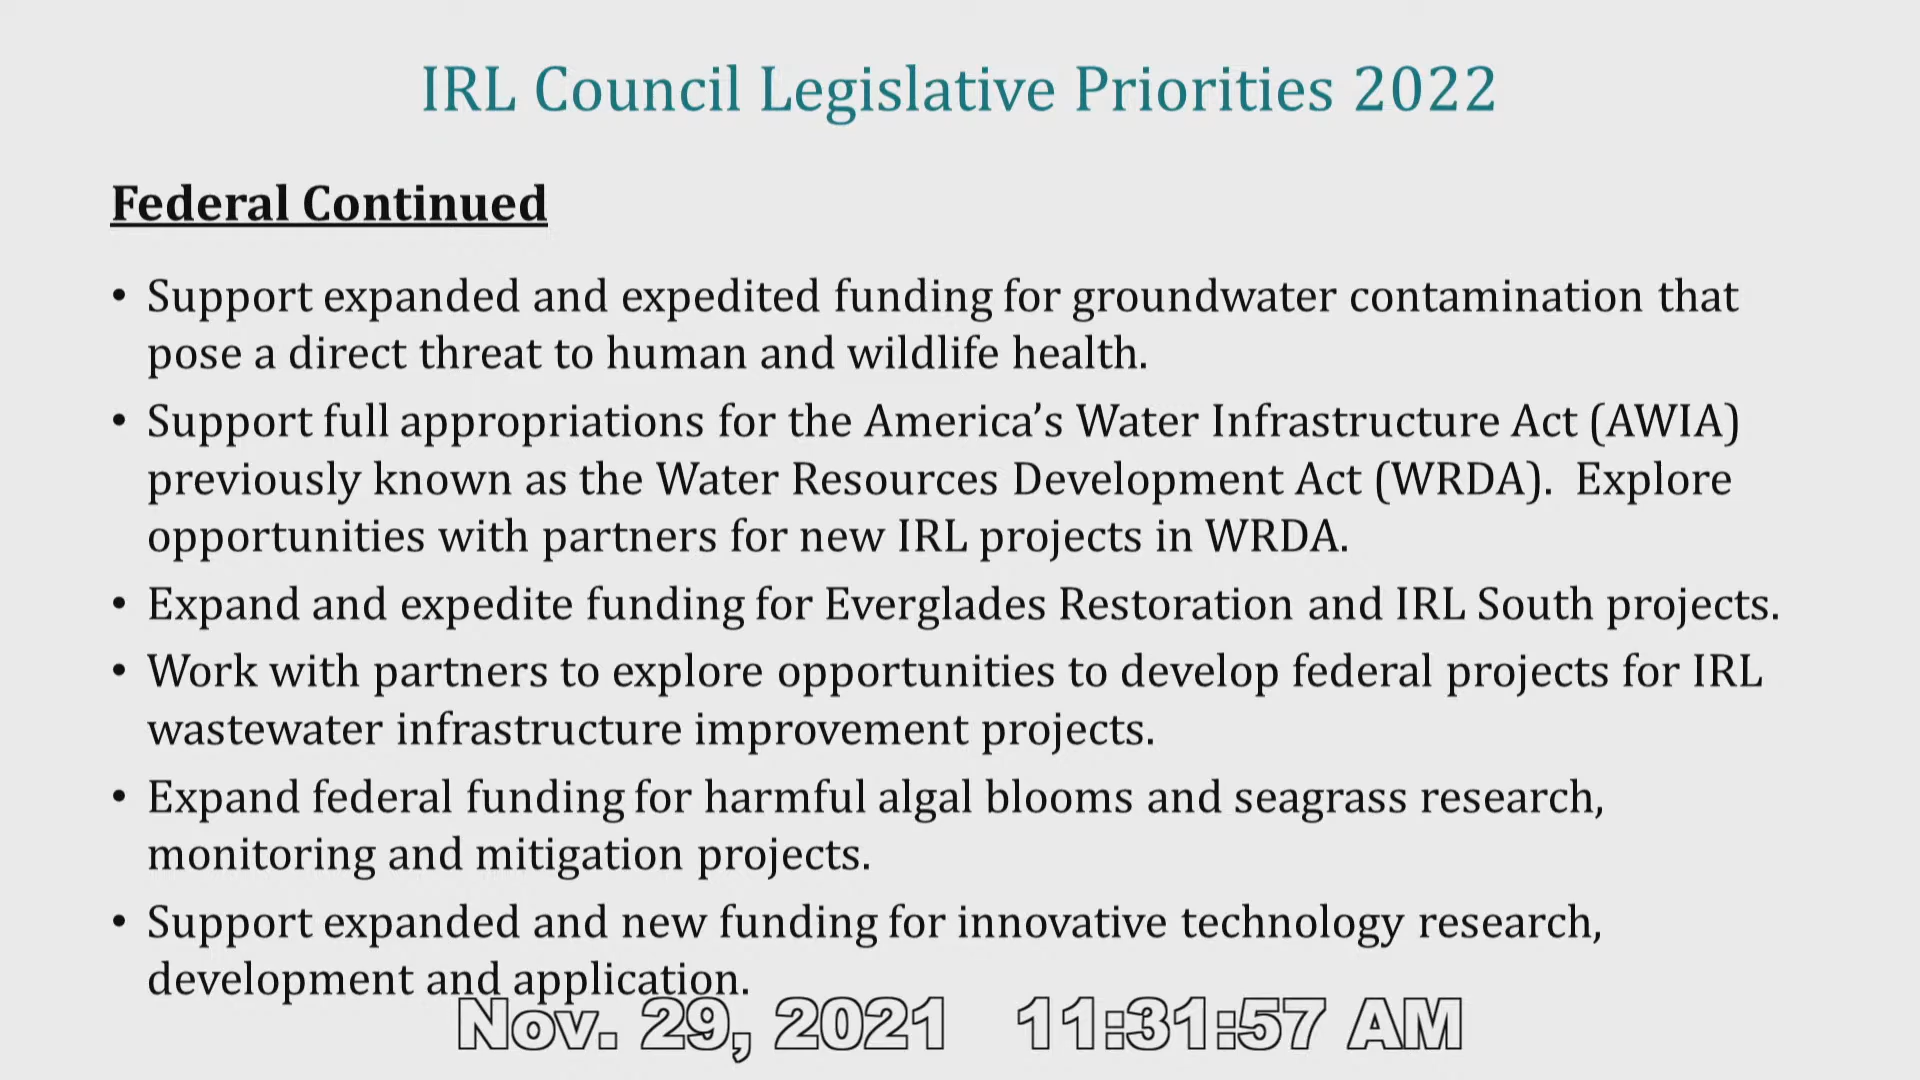 IRL Council Legislative Priorities 2022
Federal Continued
• Support expanded and expedited funding for groundwater contamination that
pose a direct threat to human and wildlife health.
• Support full appropriations for the America’s Water Infrastructure Act (AWIA)
previously known as the Water Resources Development Act (WRDA).  Explore
opportunities with partners for new IRL projects in WRDA.
• Expand and expedite funding for Everglades Restoration and IRL South projects.
• Work with partners to explore opportunities to develop federal projects for IRL
wastewater infrastructure improvement projects.
• Expand federal funding for harmful algal blooms and seagrass research,
monitoring and mitigation projects.
• Support expanded and new funding for innovative technology research,
development and application.
Nov. 29, 2021   11:31:57 AM